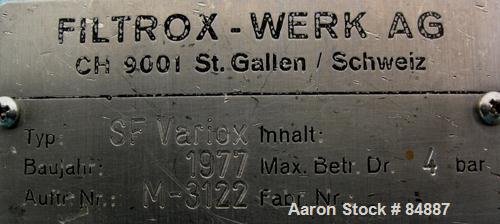 FILTROX - WERK AG
CH 9001 St. Gallen / Schweiz
Typ: SF Variox Inhalt:
Baujahr: 1977 Max. Betr. Dr. 4 bar
Auftr. Nr.: M-3122 Fabr. Nr.
Aaron Stock # 84887